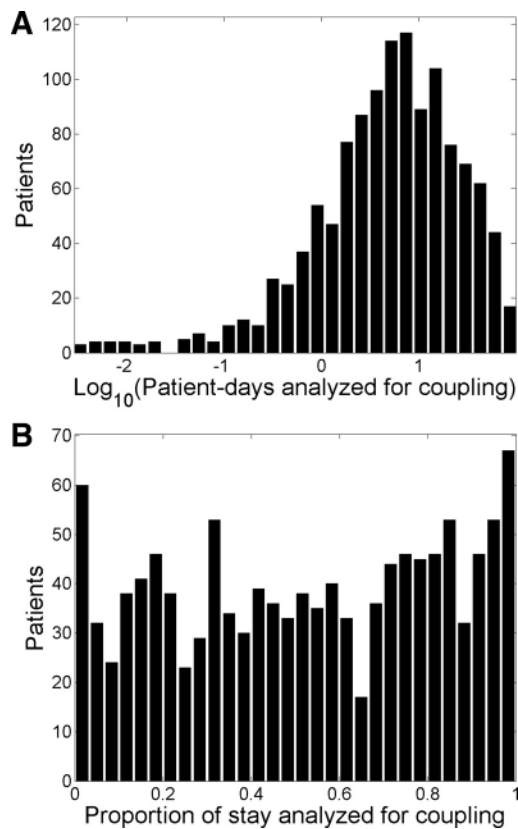 A
120
100
80
60
40
20
0
Patients
-2 -1 0 1
Log10(Patient-days analyzed for coupling)
B
70
60
50
40
30
20
10
0
Patients
0 0.2 0.4 0.6 0.8 1
Proportion of stay analyzed for coupling